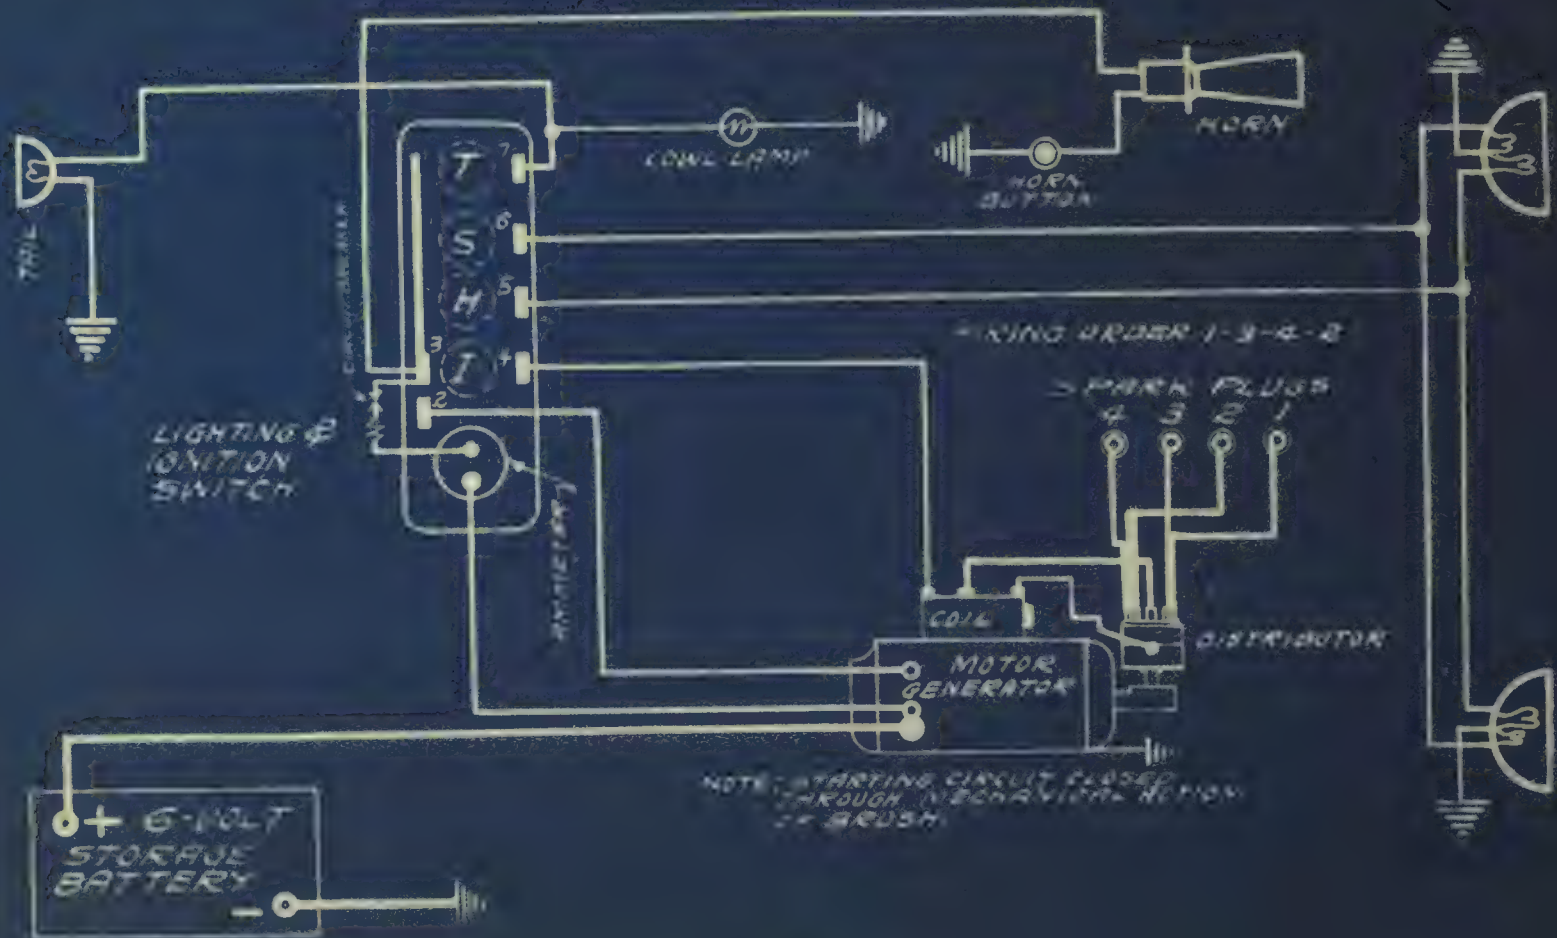 HORN
COWL LAMP
HORN
BUTTON
TAIL
T 7
S 6
H 5
I 4
3
2
FIRING ORDER 1-3-4-2
SPARK PLUGS
4 3 2 1
LIGHTING &
IGNITION
SWITCH
AMMETER
COIL
DISTRIBUTOR
MOTOR
GENERATOR
NOTE: STARTING CIRCUIT CLOSED
THROUGH MECHANICAL ACTION
OF BRUSH.
+ 6-VOLT
STORAGE
BATTERY
-